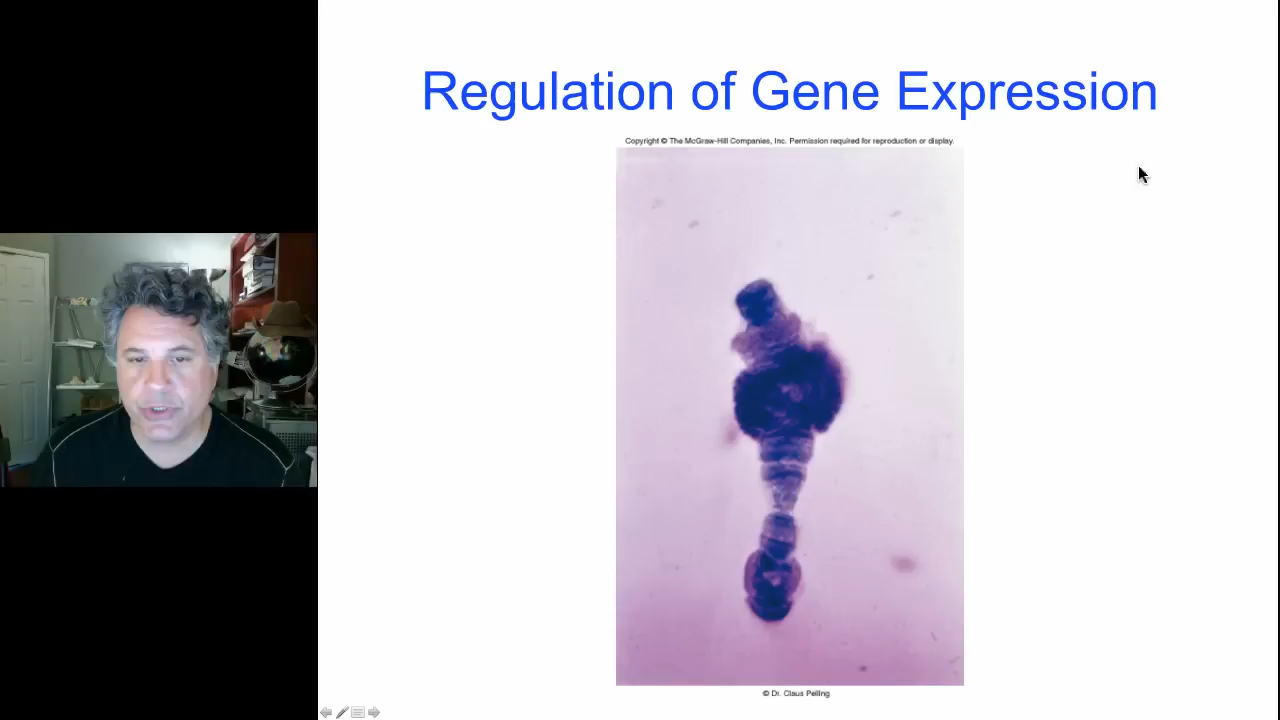 Regulation of Gene Expression
Copyright © The McGraw-Hill Companies, Inc. Permission required for reproduction or display.
© Dr. Claus Pelling